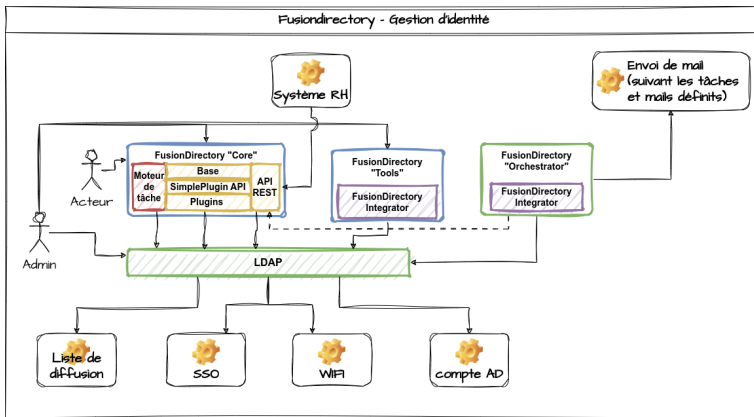 Fusiondirectory - Gestion d'identité
Système RH
Envoi de mail
(suivant les tâches
et mails définits)
Acteur
Admin
FusionDirectory "Core"
Moteur
de
tâche
Base
SimplePlugin API
Plugins
API
REST
FusionDirectory
"Tools"
FusionDirectory
Integrator
FusionDirectory
"Orchestrator"
FusionDirectory
Integrator
LDAP
Liste de
diffusion
SSO
WIFI
compte AD